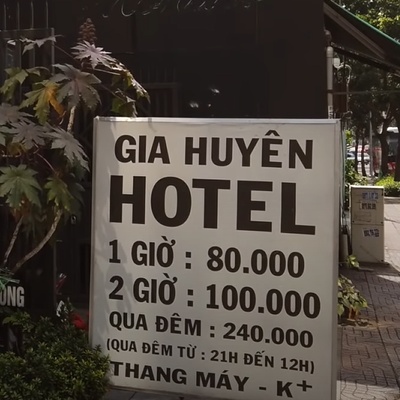 GIA HUYÊN
HOTEL
1 GIỜ : 80.000
2 GIỜ : 100.000
QUA ĐÊM : 240.000
(QUA ĐÊM TỪ : 21H ĐẾN 12H)
THANG MÁY - K+